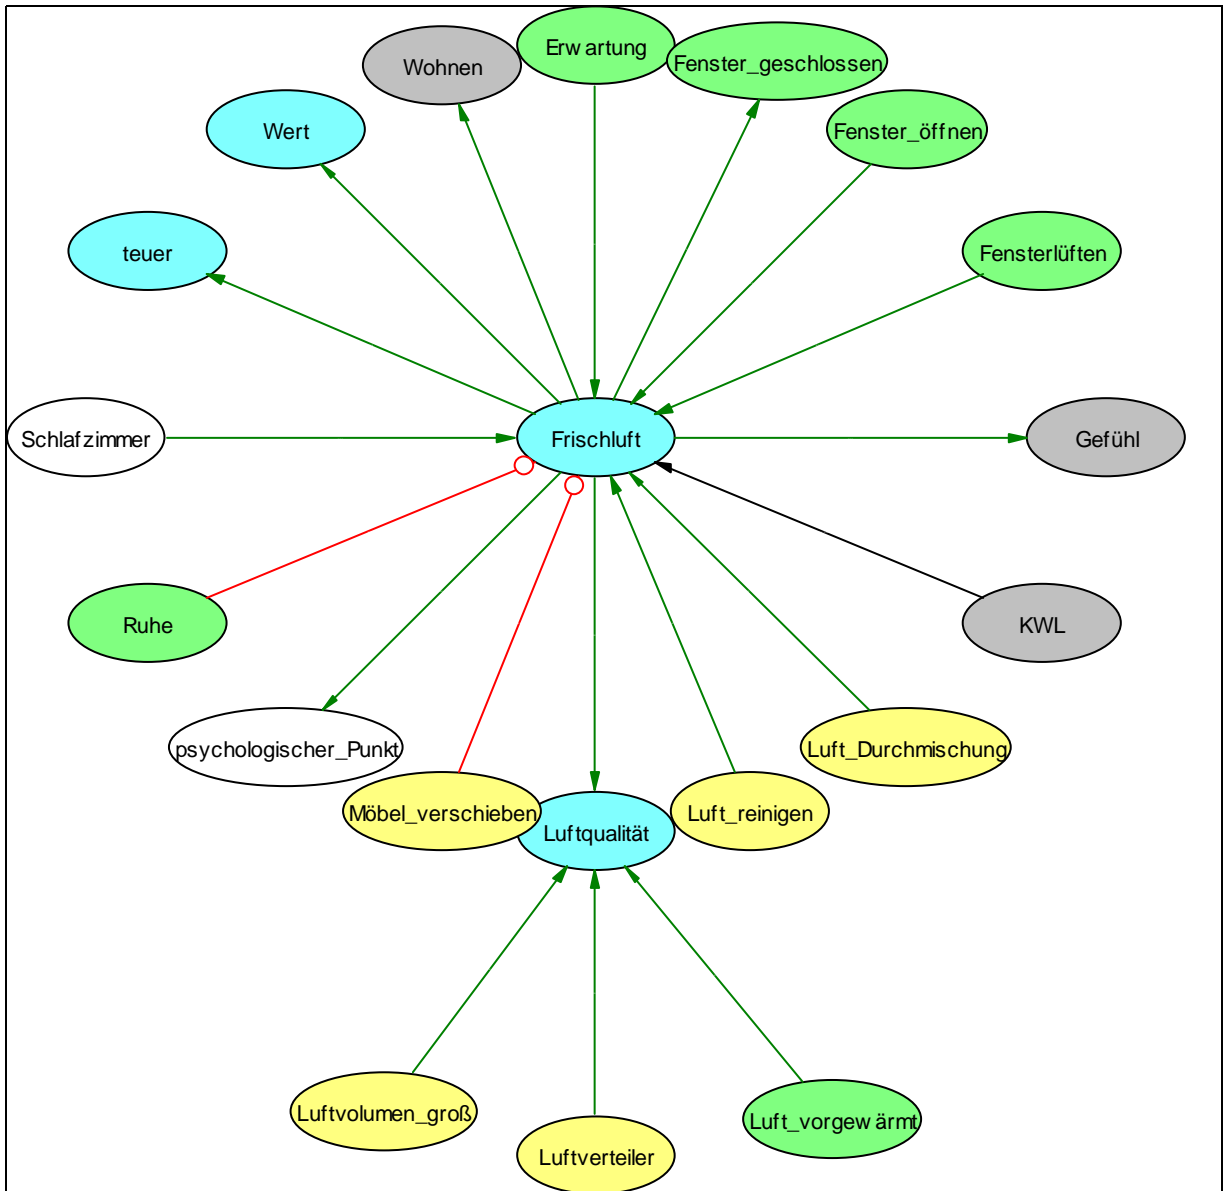 Erwartung
Wohnen
Fenster_geschlossen
Wert
Fenster_öffnen
teuer
Fensterlüften
Schlafzimmer
Frischluft
Gefühl
Ruhe
KWL
psychologischer_Punkt
Luft_Durchmischung
Möbel_verschieben
Luftqualität
Luft_reinigen
Luftvolumen_groß
Luftverteiler
Luft_vorgewärmt